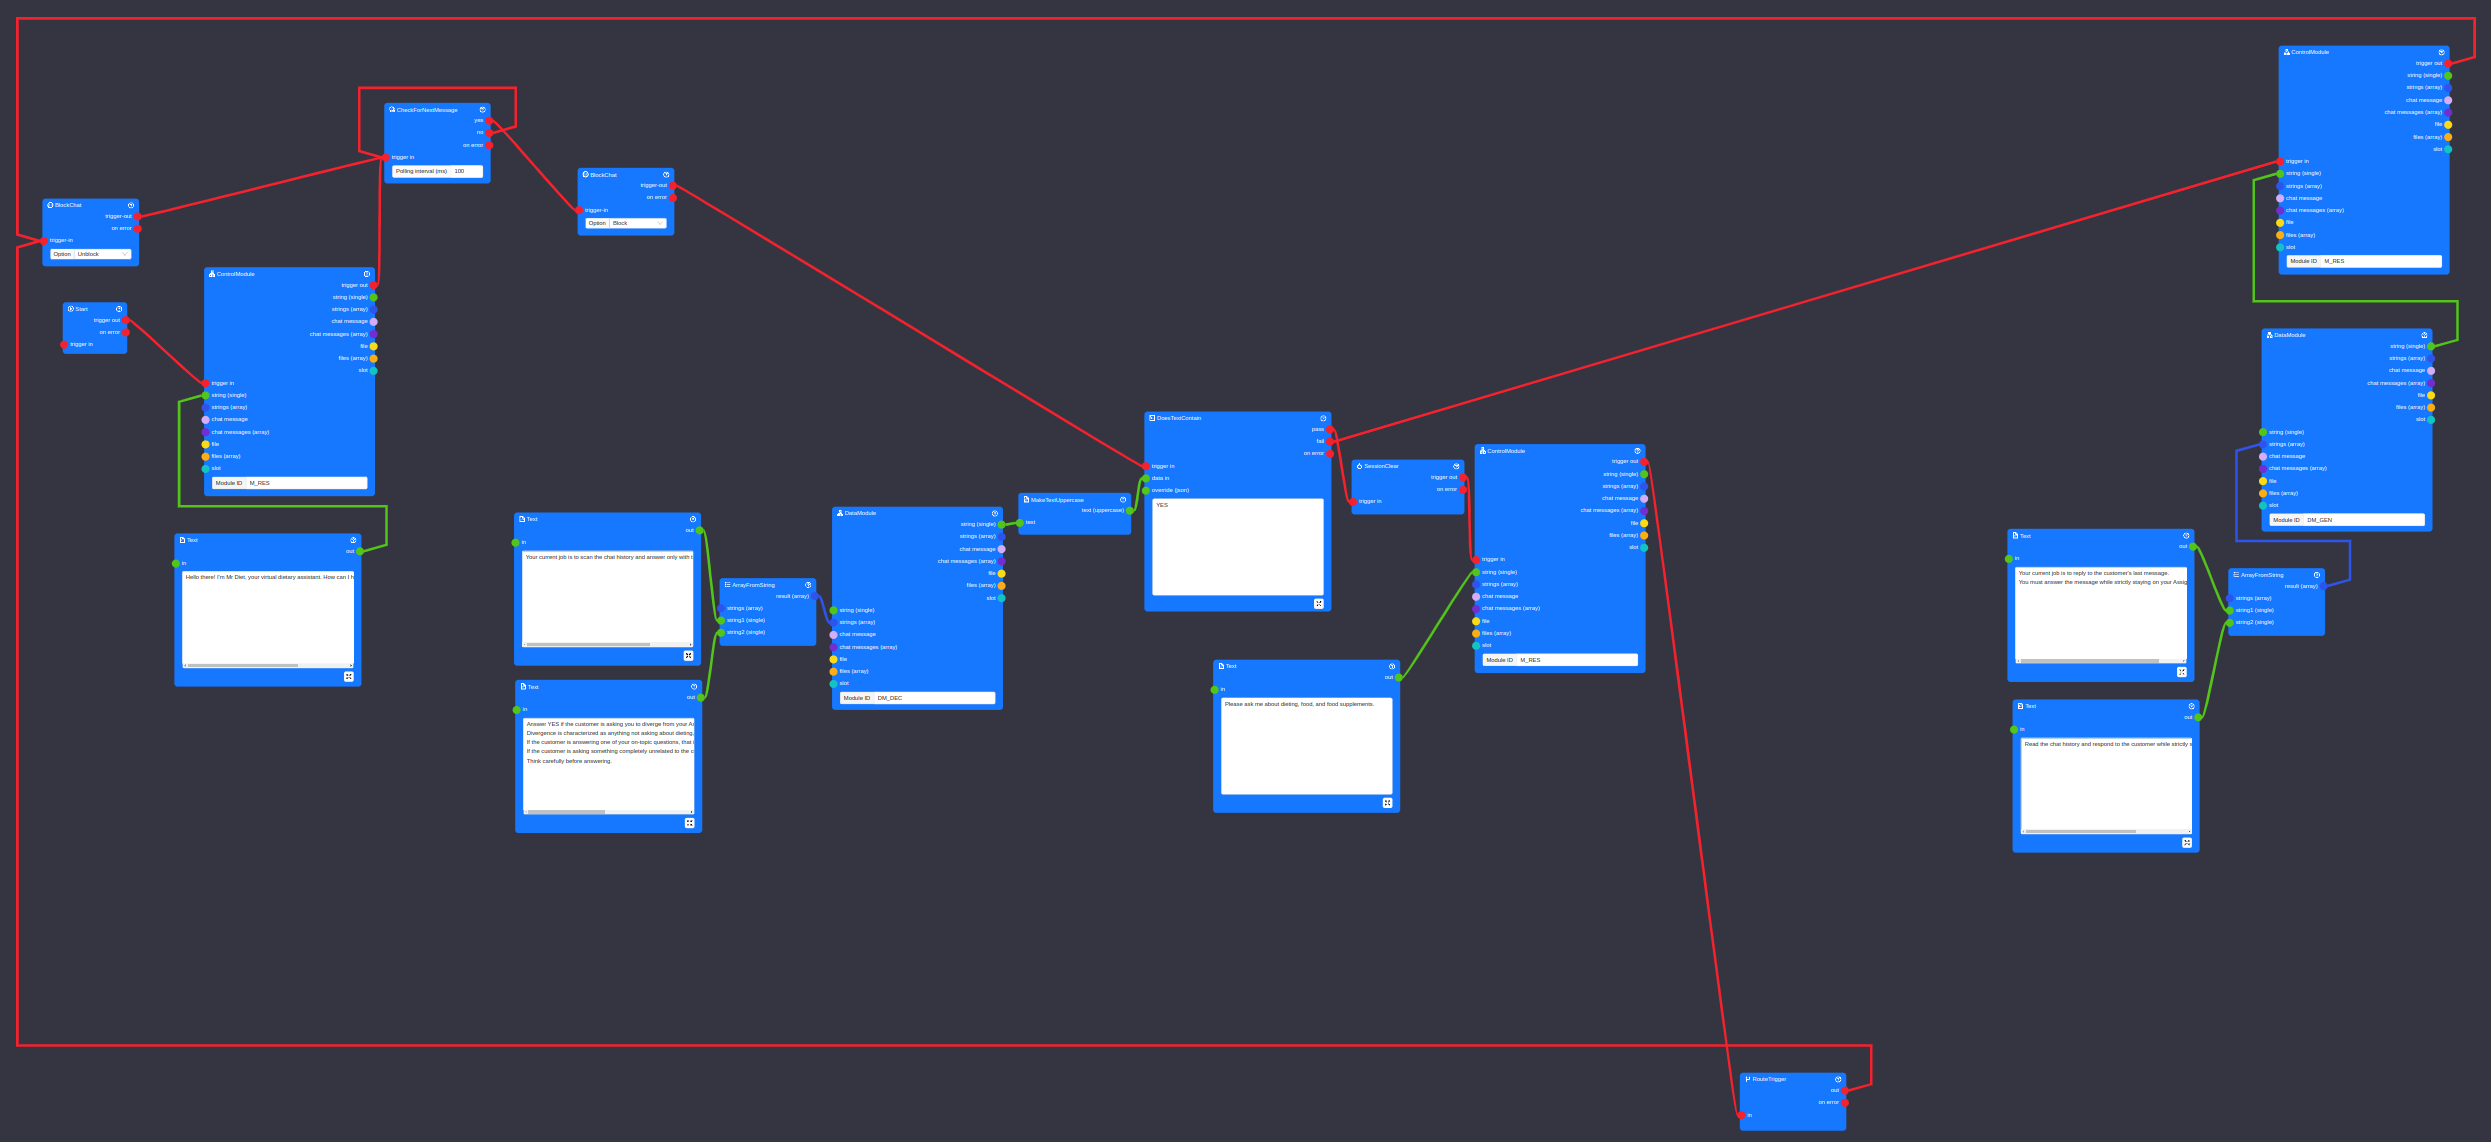 BlockChat
trigger-out
on error
trigger-in
Option Unblock
Start
trigger out
on error
trigger in
ControlModule
trigger out
string (single)
strings (array)
chat message
chat messages (array)
file
files (array)
slot
trigger in
string (single)
strings (array)
chat message
chat messages (array)
file
files (array)
slot
Module ID M_RES
Text
out
in
Hello there! I'm Mr Diet, your virtual dietary assistant. How can I h
CheckForNextMessage
yes
no
on error
trigger in
Polling interval (ms) 100
BlockChat
trigger-out
on error
trigger-in
Option Block
Text
out
in
Your current job is to scan the chat history and answer only with t
Text
out
in
Answer YES if the customer is asking you to diverge from your As
Divergence is characterized as anything not asking about dieting,
If the customer is answering one of your on-topic questions, that i
If the customer is asking something completely unrelated to the c
Think carefully before answering.
ArrayFromString
result (array)
strings (array)
string1 (single)
string2 (single)
DataModule
string (single)
strings (array)
chat message
chat messages (array)
file
files (array)
slot
string (single)
strings (array)
chat message
chat messages (array)
file
files (array)
slot
Module ID DM_DEC
MakeTextUppercase
text (uppercase)
text
DoesTextContain
pass
fail
on error
trigger in
data in
override (json)
YES
SessionClear
trigger out
on error
trigger in
Text
out
in
Please ask me about dieting, food, and food supplements.
ControlModule
trigger out
string (single)
strings (array)
chat message
chat messages (array)
file
files (array)
slot
trigger in
string (single)
strings (array)
chat message
chat messages (array)
file
files (array)
slot
Module ID M_RES
RouteTrigger
out
on error
in
Text
out
in
Your current job is to reply to the customer's last message.
You must answer the message while strictly staying on your Assig
Text
out
in
Read the chat history and respond to the customer while strictly s
ArrayFromString
result (array)
strings (array)
string1 (single)
string2 (single)
DataModule
string (single)
strings (array)
chat message
chat messages (array)
file
files (array)
slot
string (single)
strings (array)
chat message
chat messages (array)
file
files (array)
slot
Module ID DM_GEN
ControlModule
trigger out
string (single)
strings (array)
chat message
chat messages (array)
file
files (array)
slot
trigger in
string (single)
strings (array)
chat message
chat messages (array)
file
files (array)
slot
Module ID M_RES